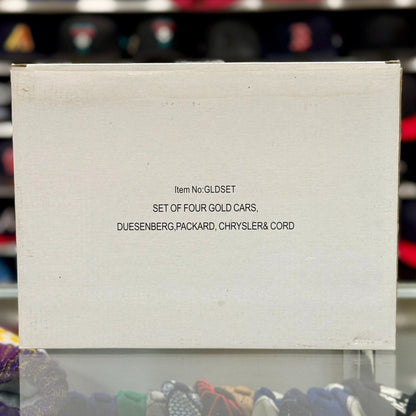 Item No:GLDSET
SET OF FOUR GOLD CARS,
DUESENBERG,PACKARD, CHRYSLER& CORD